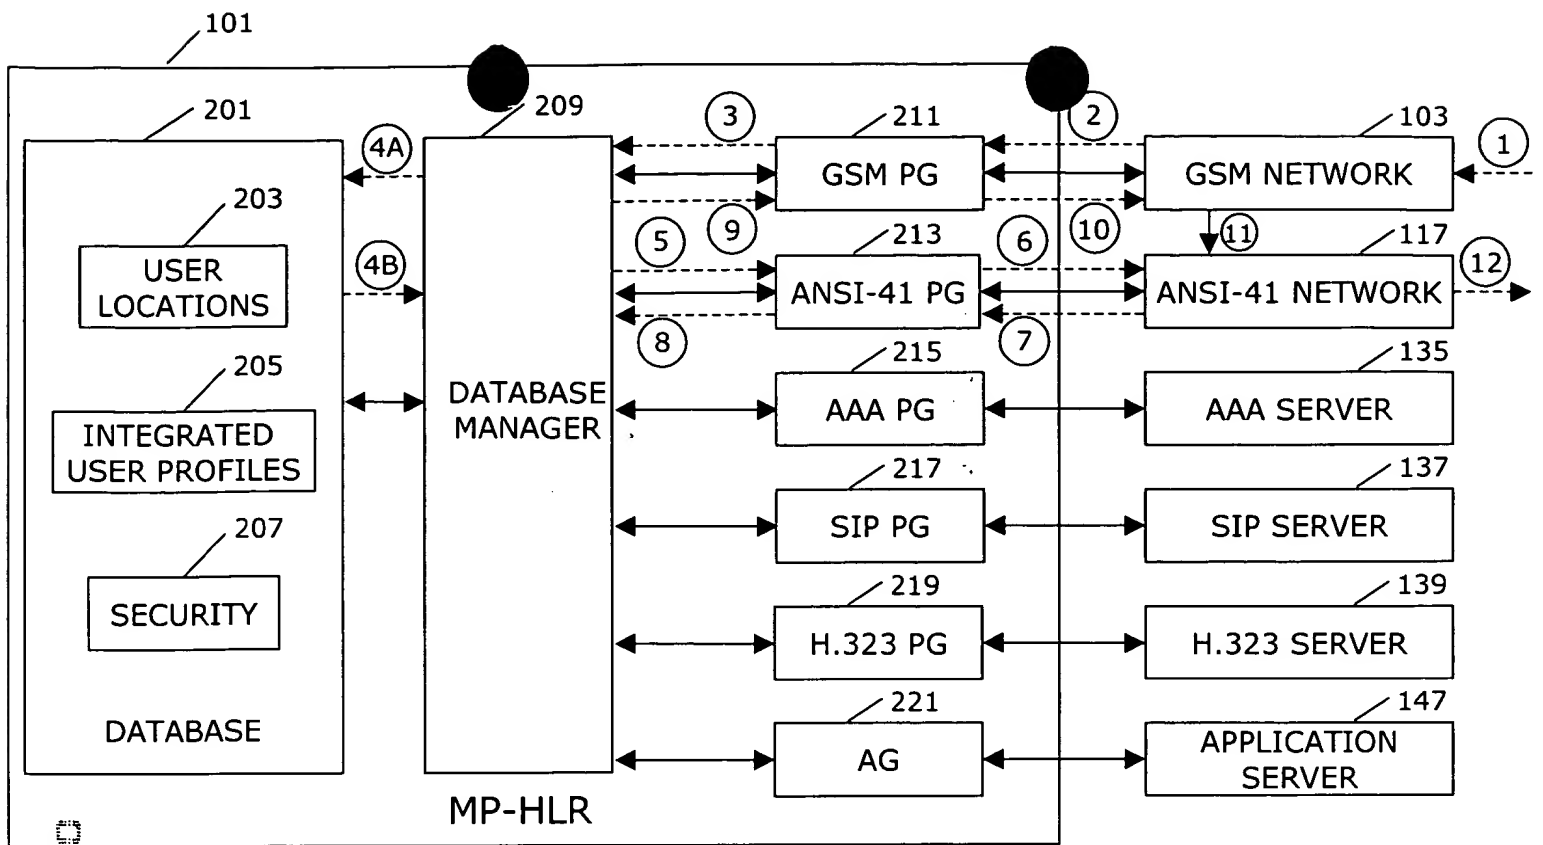 101
201
209
3
211
2
103
1
4A
GSM PG
GSM NETWORK
203
9
10
5
213
6
11
117
12
USER
LOCATIONS
4B
ANSI-41 PG
ANSI-41 NETWORK
8
7
205
215
135
INTEGRATED
USER PROFILES
DATABASE
MANAGER
AAA PG
AAA SERVER
207
217
137
SIP PG
SIP SERVER
SECURITY
219
139
H.323 PG
H.323 SERVER
221
147
DATABASE
AG
APPLICATION
SERVER
MP-HLR